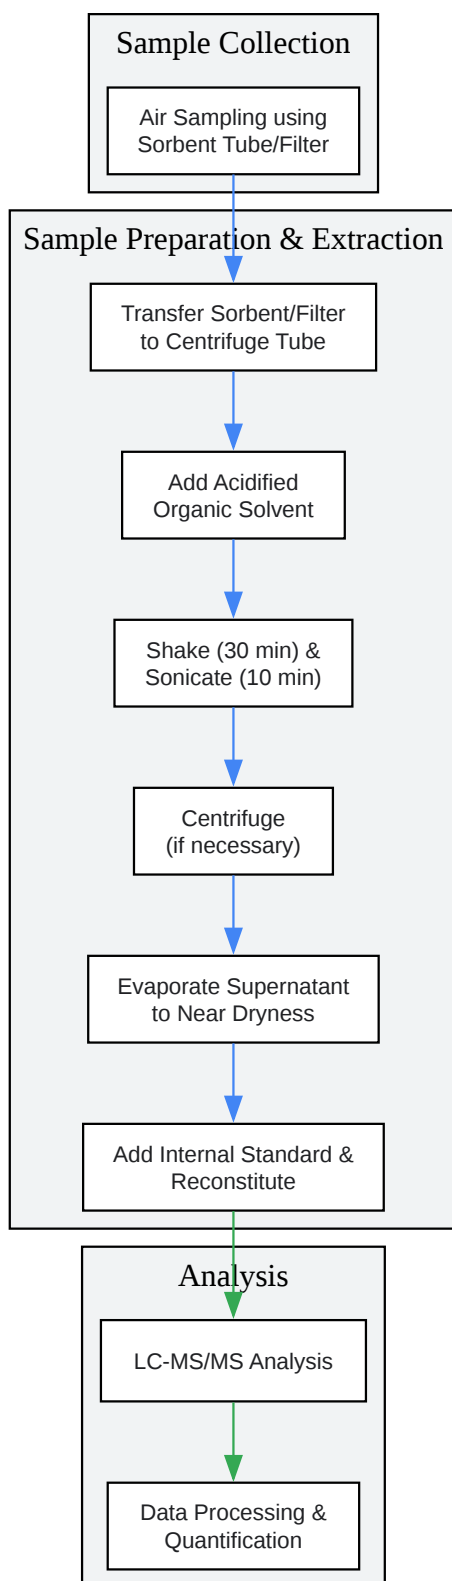 Sample Collection
Air Sampling using
Sorbent Tube/Filter
Sample Preparation & Extraction
Transfer Sorbent/Filter
to Centrifuge Tube
Add Acidified
Organic Solvent
Shake (30 min) &
Sonicate (10 min)
Centrifuge
(if necessary)
Evaporate Supernatant
to Near Dryness
Add Internal Standard &
Reconstitute
Analysis
LC-MS/MS Analysis
Data Processing &
Quantification